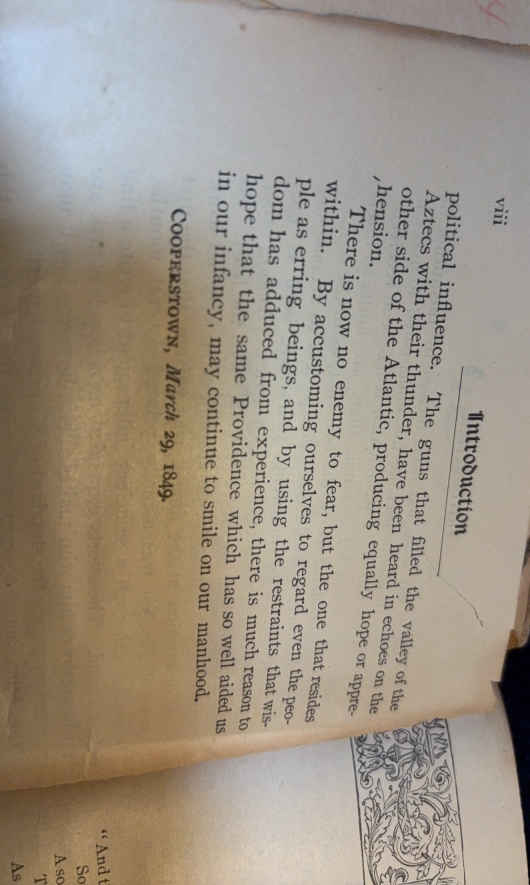 viii
Introduction
political influence. The guns that filled the valley of the
Aztecs with their thunder, have been heard in echoes on the
other side of the Atlantic, producing equally hope or appre-
hension.
There is now no enemy to fear, but the one that resides
within. By accustoming ourselves to regard even the peo-
ple as erring beings, and by using the restraints that wis-
dom has adduced from experience, there is much reason to
hope that the same Providence which has so well aided us
in our infancy, may continue to smile on our manhood.
COOPERSTOWN, March 29, 1849.
“ And
So
A so
T
As